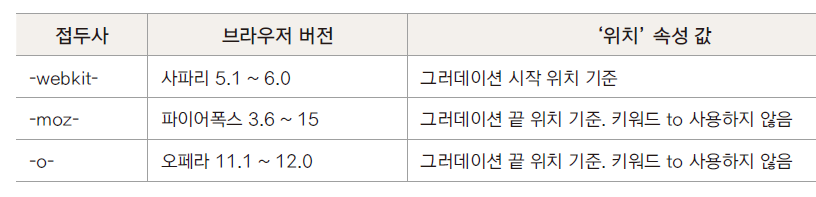 접두사 브라우저 버전 ‘위치’ 속성 값
-webkit- 사파리 5.1 ~ 6.0 그러데이션 시작 위치 기준
-moz- 파이어폭스 3.6 ~ 15 그러데이션 끝 위치 기준. 키워드 to 사용하지 않음
-o- 오페라 11.1 ~ 12.0 그러데이션 끝 위치 기준. 키워드 to 사용하지 않음